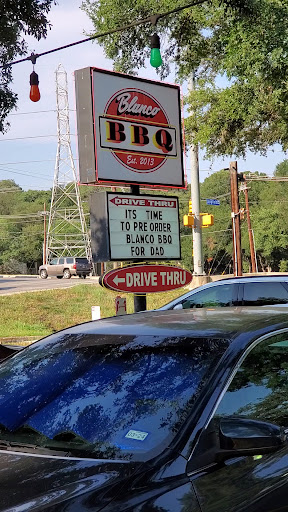 Blanco
BBQ
Est. 2013
DRIVE THRU
ITS TIME
TO PRE ORDER
BLANCO BBQ
FOR DAD
DRIVE THRU